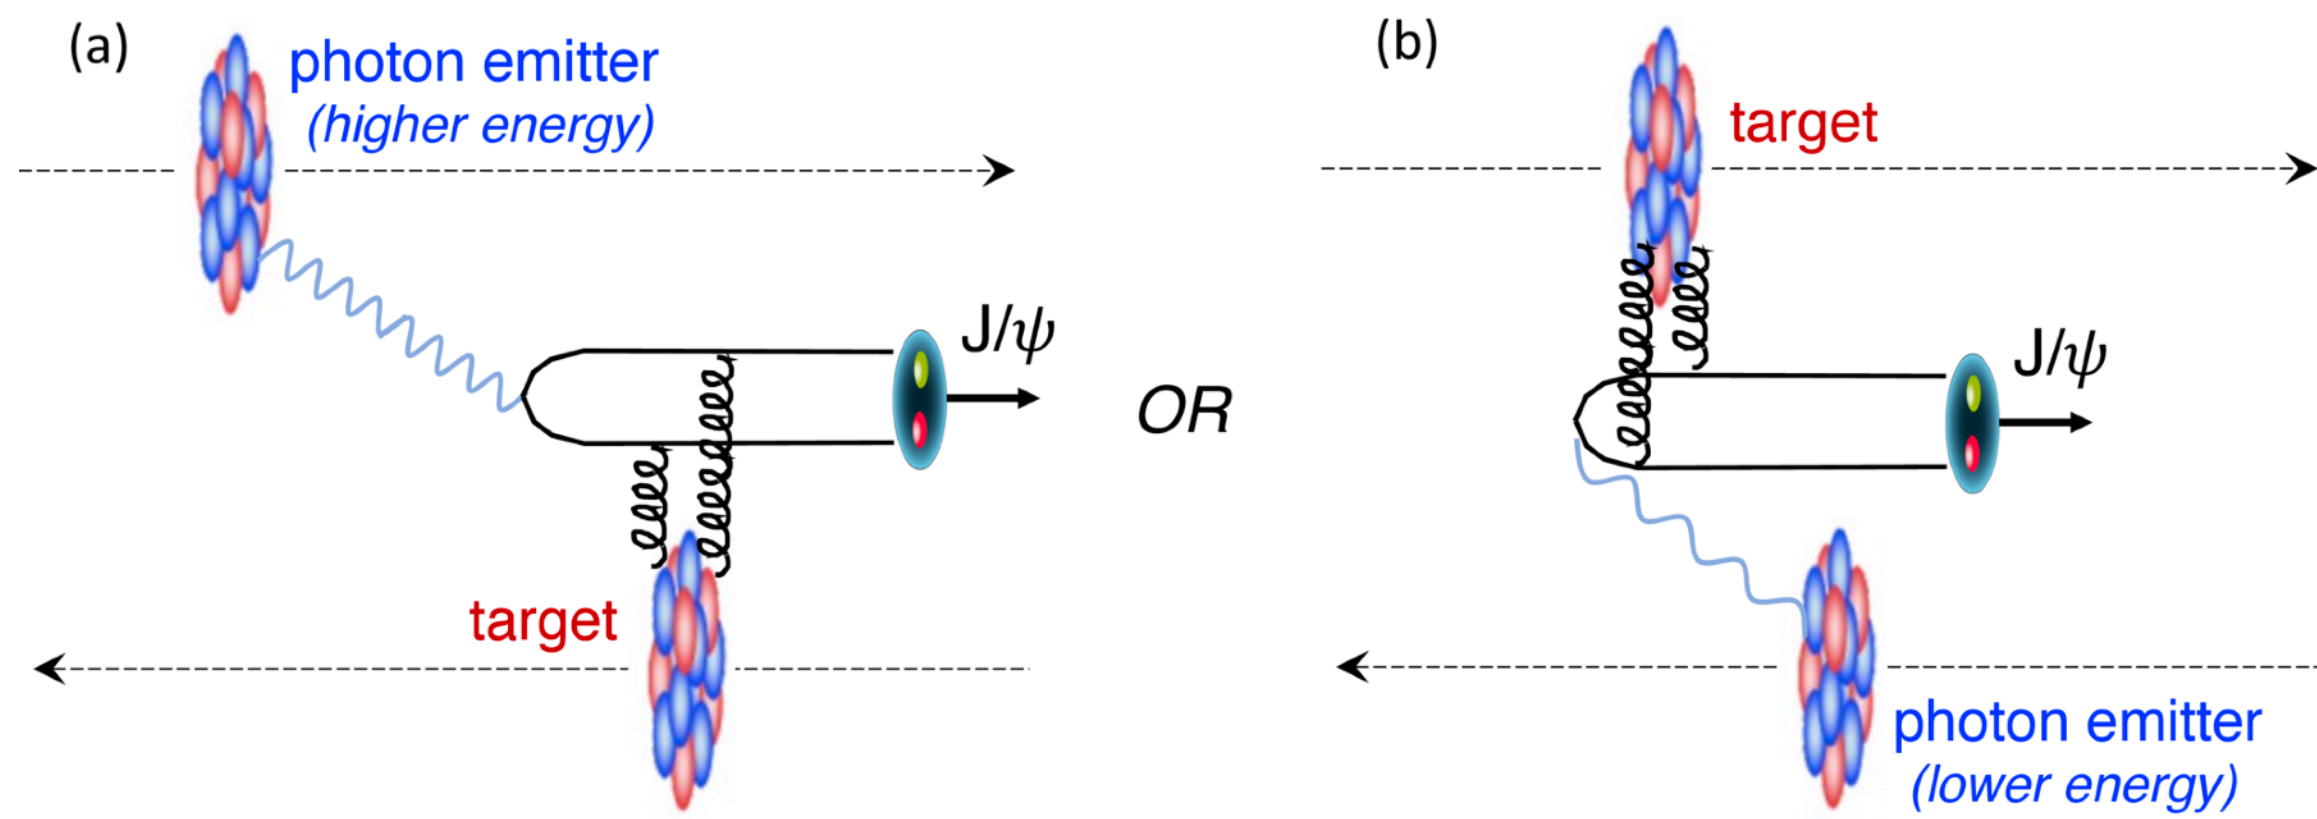 (a)
photon emitter
(higher energy)
J/ψ
target
OR
(b)
target
J/ψ
photon emitter
(lower energy)